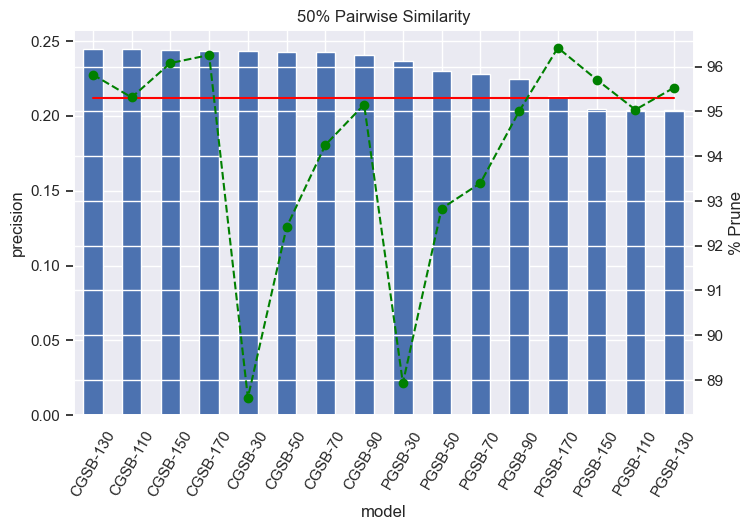 50% Pairwise Similarity
0.25
0.20
0.15
0.10
0.05
0.00
precision
96
95
94
93
92
91
90
89
% Prune
CGSB-130
CGSB-110
CGSB-150
CGSB-170
CGSB-30
CGSB-50
CGSB-70
CGSB-90
PGSB-30
PGSB-50
PGSB-70
PGSB-90
PGSB-170
PGSB-150
PGSB-110
PGSB-130
model